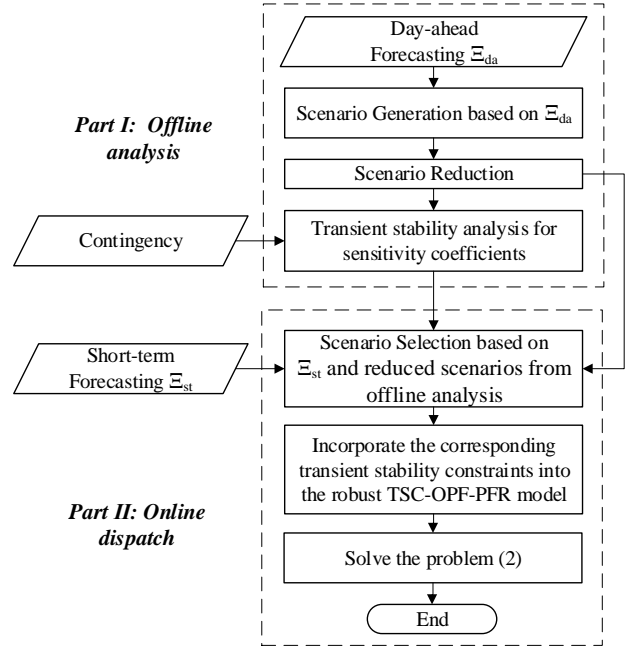 Day-ahead
Forecasting Ξda
Scenario Generation based on Ξda
Part I: Offline
analysis
Scenario Reduction
Contingency
Transient stability analysis for
sensitivity coefficients
Short-term
Forecasting Ξst
Scenario Selection based on
Ξst and reduced scenarios from
offline analysis
Incorporate the corresponding
transient stability constraints into
the robust TSC-OPF-PFR model
Part II: Online
dispatch
Solve the problem (2)
End